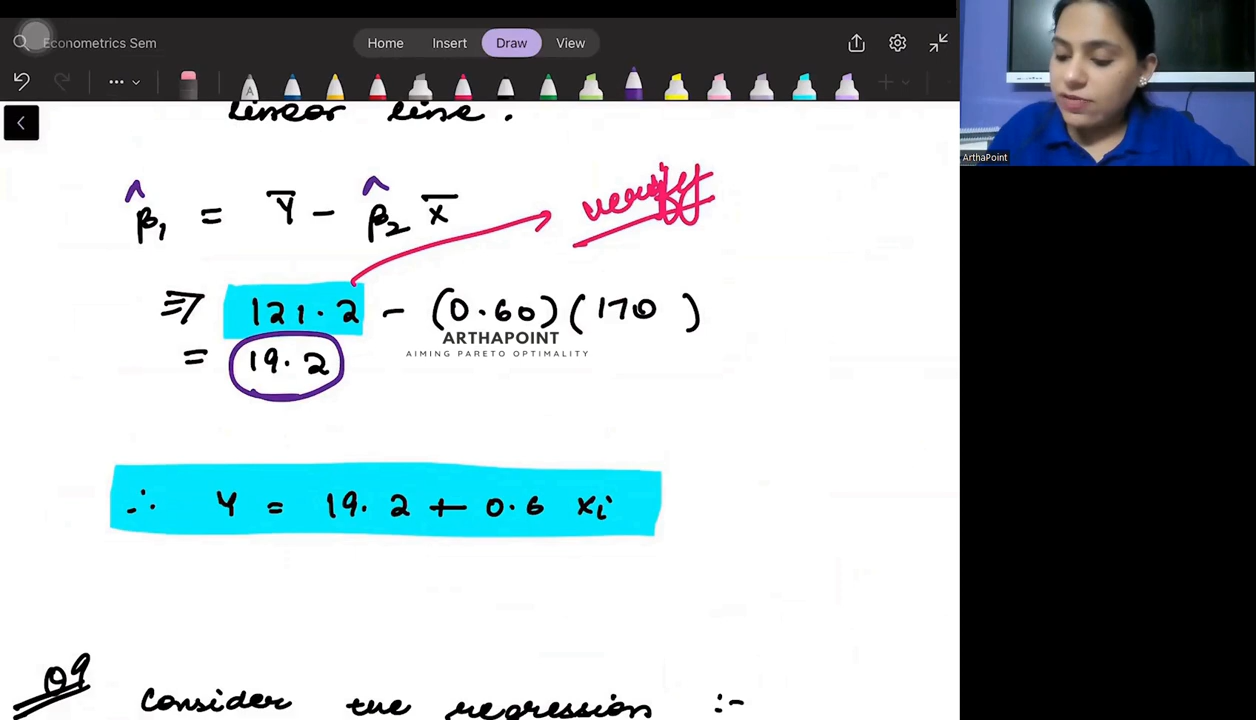 Econometrics Sem
Home Insert Draw View
A
linear line.
β̂₁ = Ȳ − β̂₂ X̄
verify
⇒ 121.2 − (0.60)(170)
= 19.2
ARTHAPOINT
AIMING PARETO OPTIMALITY
∴ Y = 19.2 + 0.6 Xi
Q9 Consider the regression :-
ArthaPoint